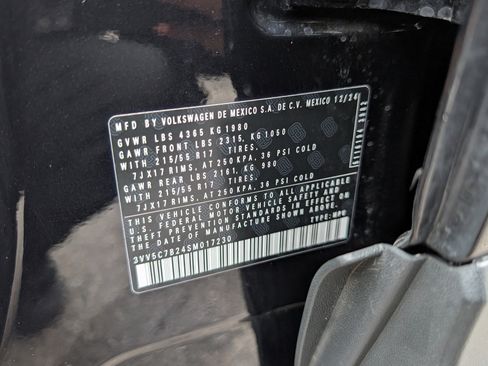 MFD BY VOLKSWAGEN DE MEXICO S.A. DE C.V. MEXICO 12/24
GVWR LBS 4365 KG 1980
GAWR FRONT LBS 2315, KG 1050
WITH 215/55 R17 TIRES,
7JX17 RIMS, AT 250 KPA, 36 PSI COLD
GAWR REAR LBS 2161, KG 980
WITH 215/55 R17 TIRES,
7JX17 RIMS, AT 250 KPA, 36 PSI COLD
THIS VEHICLE CONFORMS TO ALL APPLICABLE
U.S. FEDERAL MOTOR VEHICLE SAFETY AND
THEFT PREVENTION STANDARDS IN EFFECT ON THE
DATE OF MANUFACTURE SHOWN ABOVE.
3VV5C7B24SM017230 TYPE: MPV